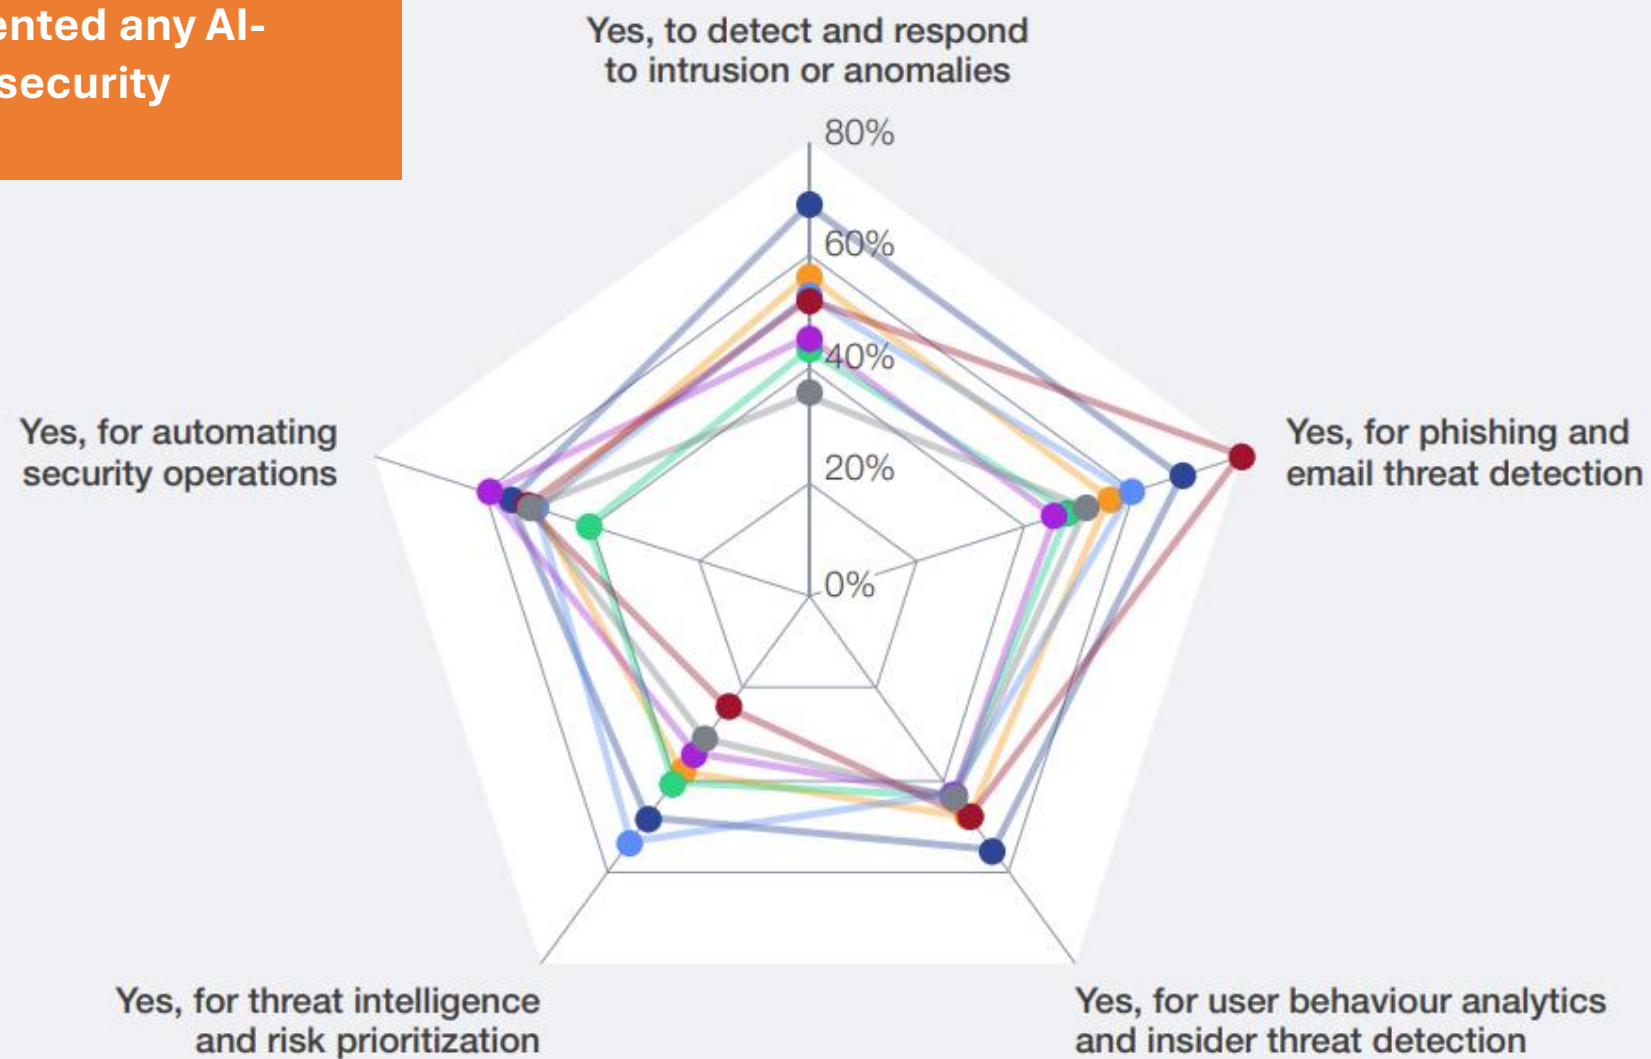 ented any AI-
security
Yes, to detect and respond
to intrusion or anomalies
80%
60%
40%
20%
0%
Yes, for automating
security operations
Yes, for phishing and
email threat detection
Yes, for threat intelligence
and risk prioritization
Yes, for user behaviour analytics
and insider threat detection